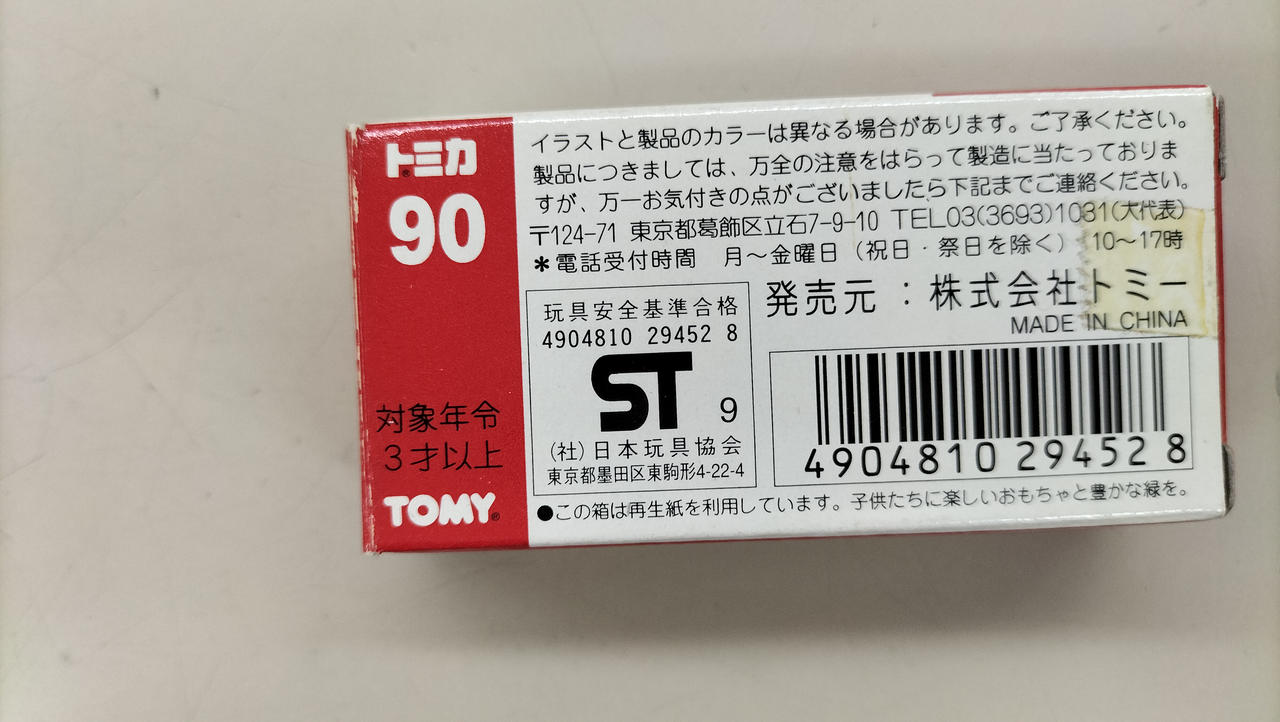 トミカ
90
対象年令
3才以上
TOMY®
イラストと製品のカラーは異なる場合があります。ご了承ください。
製品につきましては、万全の注意をはらって製造に当たっておりま
すが、万一お気付きの点がございましたら下記までご連絡ください。
〒124-71 東京都葛飾区立石7-9-10 TEL03(3693)1031(大代表)
＊電話受付時間 月～金曜日(祝日・祭日を除く) 10～17時
玩具安全基準合格
4904810 29452 8
ST 9
(社)日本玩具協会
東京都墨田区東駒形4-22-4
発売元：株式会社トミー
MADE IN CHINA
4904810 29452 8
●この箱は再生紙を利用しています。子供たちに楽しいおもちゃと豊かな緑を。